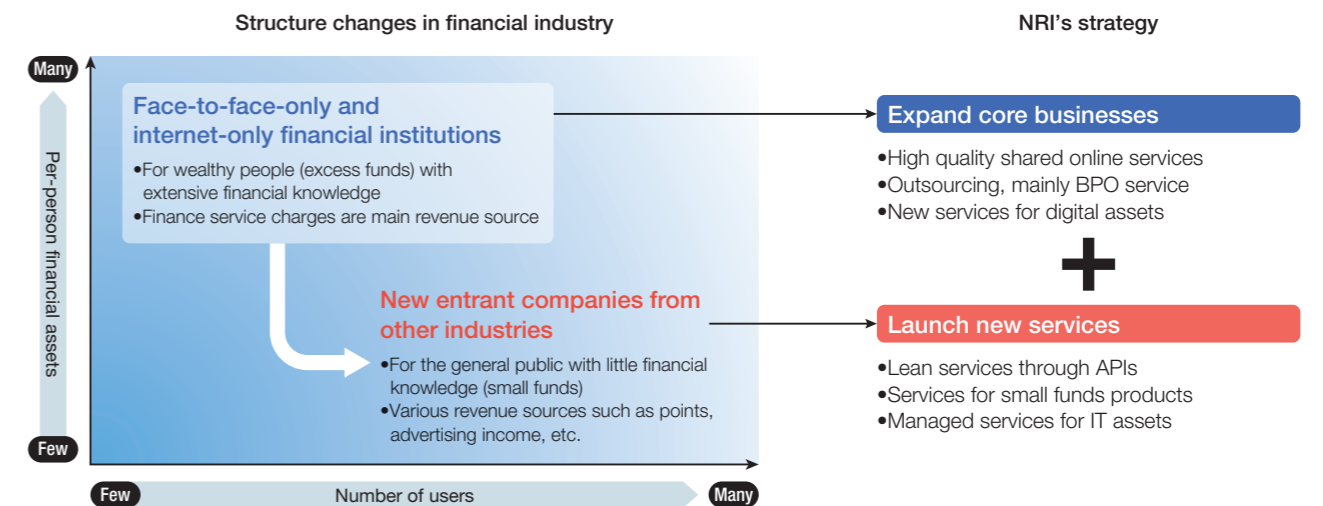 Structure changes in financial industry
NRI's strategy
Many
Per-person financial assets
Few
Face-to-face-only and
internet-only financial institutions
•For wealthy people (excess funds) with
extensive financial knowledge
•Finance service charges are main revenue source
New entrant companies from
other industries
•For the general public with little financial
knowledge (small funds)
•Various revenue sources such as points,
advertising income, etc.
Few
Number of users
Many
Expand core businesses
•High quality shared online services
•Outsourcing, mainly BPO service
•New services for digital assets
+
Launch new services
•Lean services through APIs
•Services for small funds products
•Managed services for IT assets